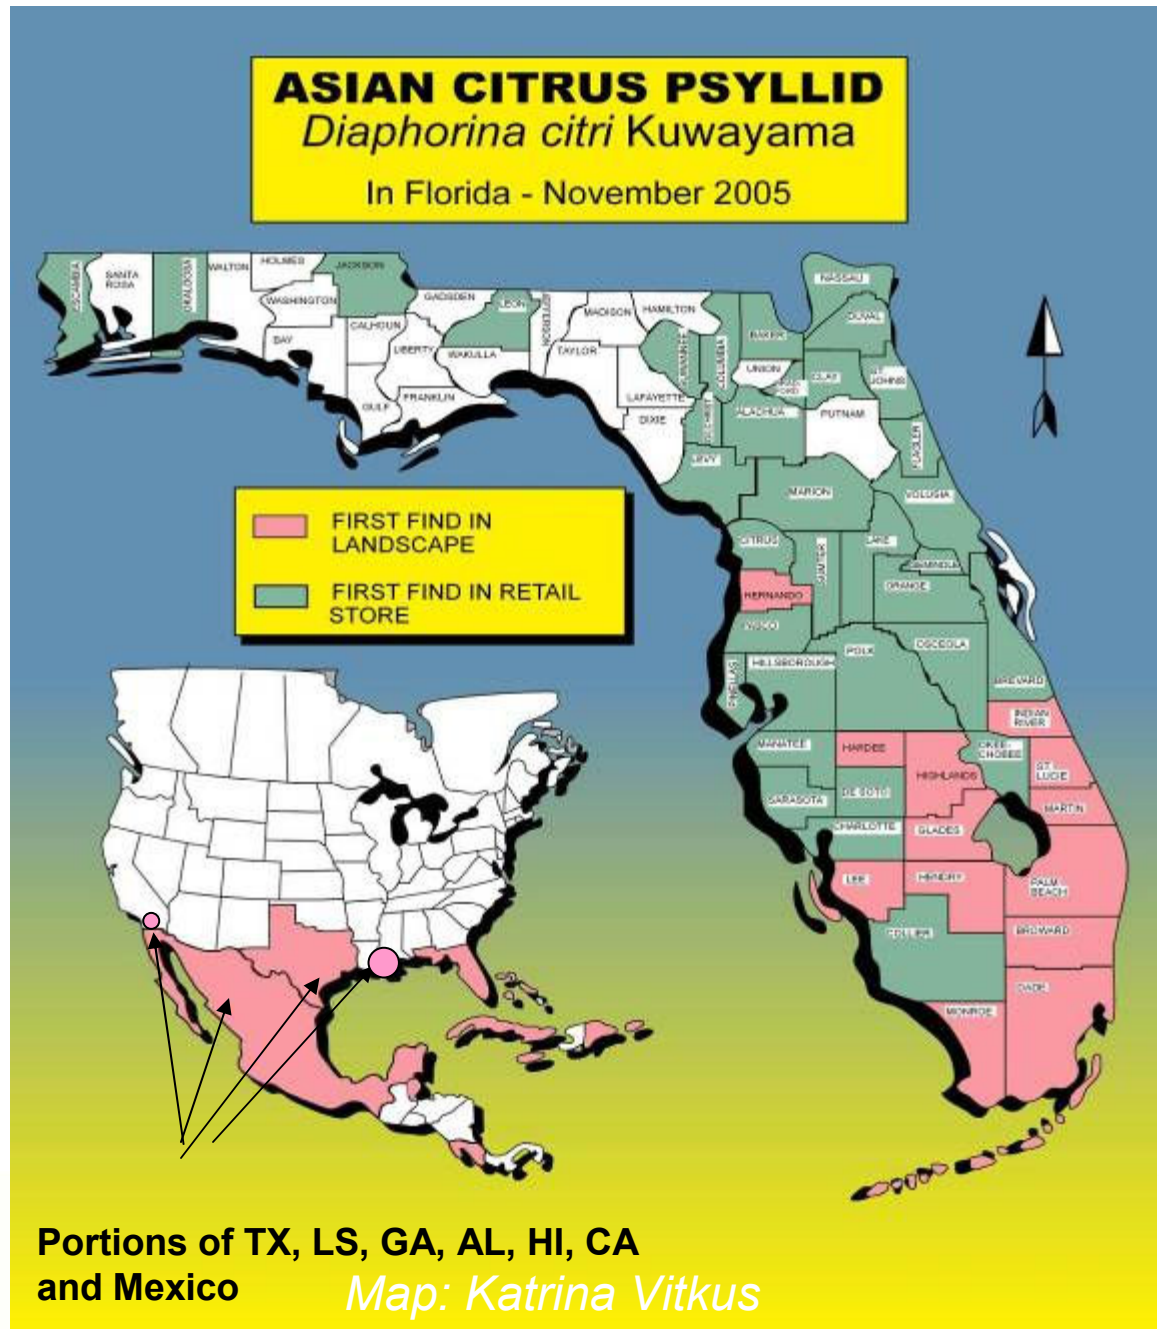 ASIAN CITRUS PSYLLID
Diaphorina citri Kuwayama
In Florida - November 2005
ESCAMBIA
SANTA
ROSA
OKALOOSA
WALTON
HOLMES
WASHINGTON
BAY
JACKSON
CALHOUN
GULF
GADSDEN
LIBERTY
FRANKLIN
LEON
WAKULLA
JEFFERSON
MADISON
TAYLOR
HAMILTON
SUWANNEE
LAFAYETTE
DIXIE
COLUMBIA
GILCHRIST
LEVY
BAKER
UNION
BRAD-
FORD
ALACHUA
NASSAU
DUVAL
CLAY
ST.
JOHNS
PUTNAM
FLAGLER
MARION
VOLUSIA
CITRUS
SUMTER
LAKE
SEMINOLE
ORANGE
HERNANDO
PASCO
PINELLAS
HILLSBOROUGH
POLK
OSCEOLA
BREVARD
INDIAN
RIVER
MANATEE
HARDEE
HIGHLANDS
OKEE-
CHOBEE
ST.
LUCIE
SARASOTA
DE SOTO
MARTIN
CHARLOTTE
GLADES
LEE
HENDRY
PALM
BEACH
COLLIER
BROWARD
MONROE
DADE
FIRST FIND IN
LANDSCAPE
FIRST FIND IN RETAIL
STORE
Portions of TX, LS, GA, AL, HI, CA
and Mexico
Map: Katrina Vitkus